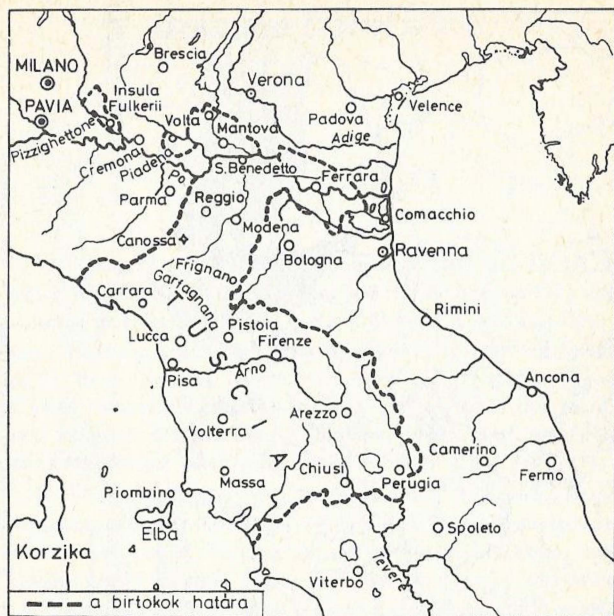 Brescia
MILANO
Verona
Insula
Fulkerii
PAVIA
Pizzighettone
Volta
Mantova
Padova
Adige
Velence
Cremona
Piadena
S. Benedetto
Po
Ferrara
Parma
Reggio
Comacchio
Modena
Canossa
Bologna
Ravenna
Frignano
Garfagnana
Carrara
TUSCIA
Rimini
Lucca
Pistoia
Firenze
Pisa
Arno
Ancona
Arezzo
Volterra
Camerino
Fermo
Massa
Chiusi
Perugia
Piombino
Elba
Spoleto
Korzika
Viterbo
Tevere
a birtokok határa